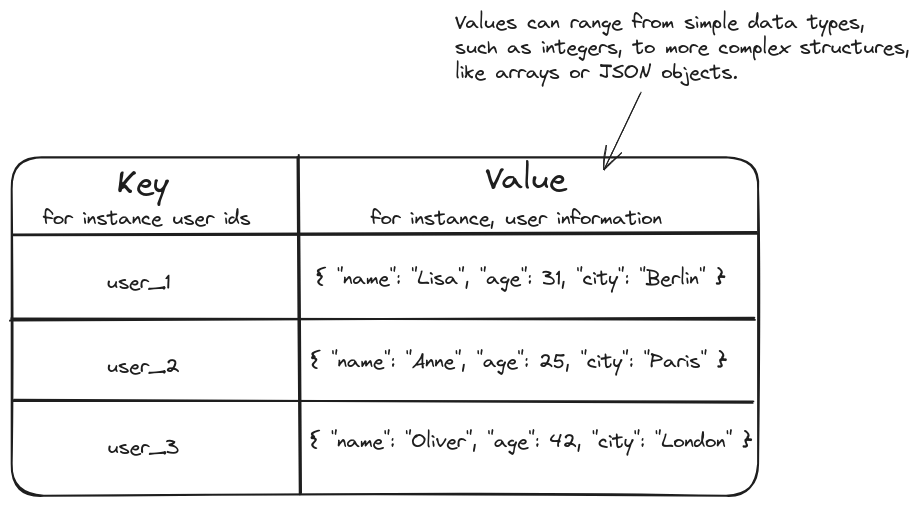 Values can range from simple data types,
such as integers, to more complex structures,
like arrays or JSON objects.
Key
Value
for instance user ids
for instance, user information
user_1
{ "name": "Lisa", "age": 31, "city": "Berlin" }
user_2
{ "name": "Anne", "age": 25, "city": "Paris" }
user_3
{ "name": "Oliver", "age": 42, "city": "London" }